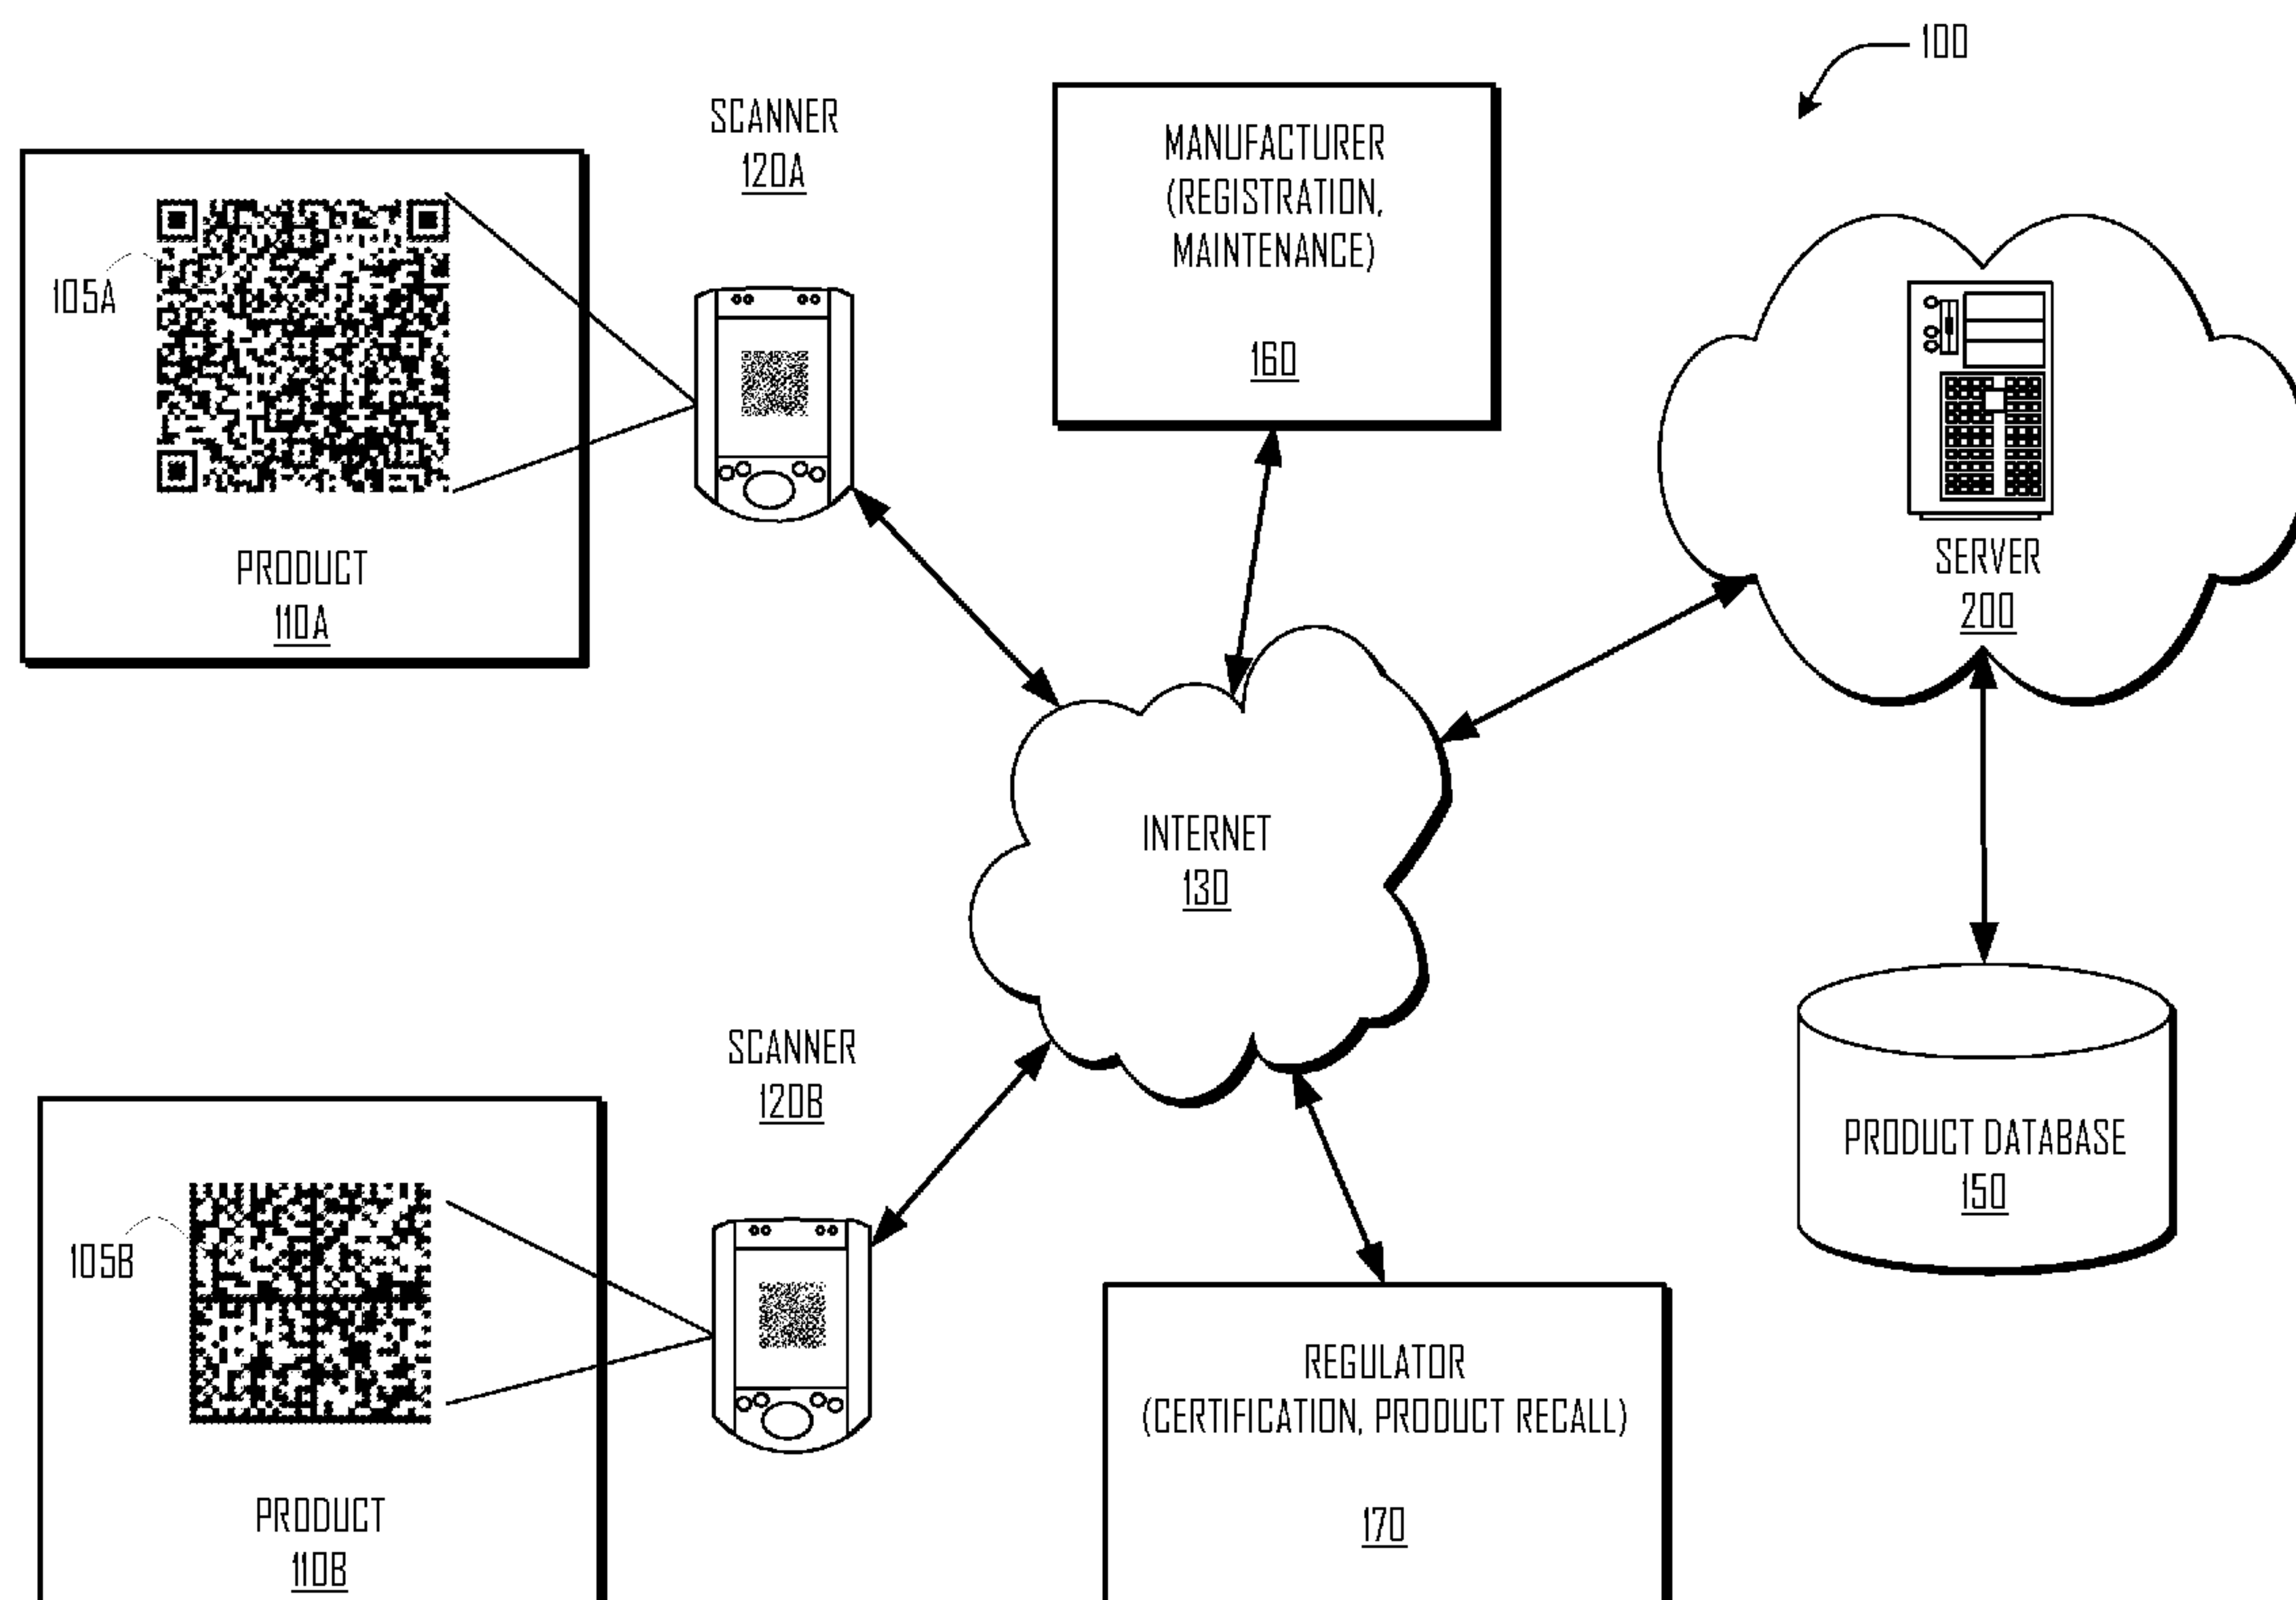 100
SCANNER
120A
MANUFACTURER
(REGISTRATION,
MAINTENANCE)
160
105A
PRODUCT
110A
SERVER
200
INTERNET
130
SCANNER
120B
PRODUCT DATABASE
150
105B
PRODUCT
110B
REGULATOR
(CERTIFICATION, PRODUCT RECALL)
170